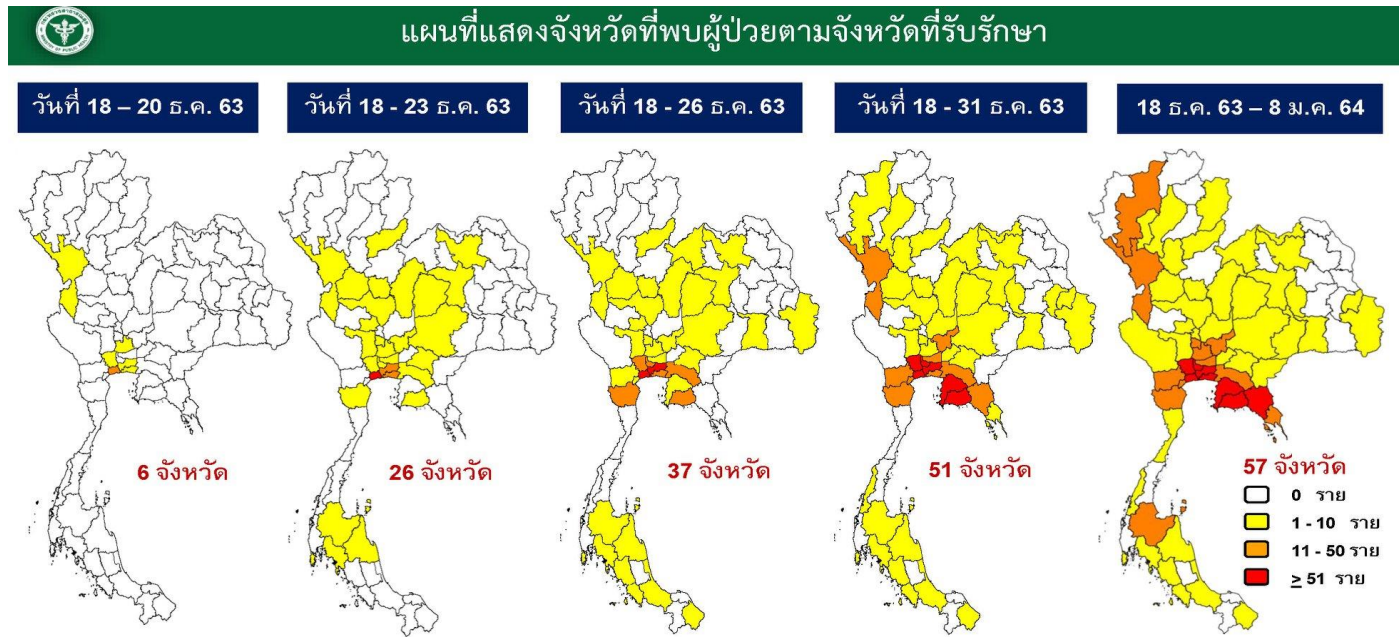 แผนที่แสดงจังหวัดที่พบผู้ป่วยตามจังหวัดที่รับรักษา
วันที่ 18 – 20 ธ.ค. 63
วันที่ 18 - 23 ธ.ค. 63
วันที่ 18 - 26 ธ.ค. 63
วันที่ 18 - 31 ธ.ค. 63
18 ธ.ค. 63 – 8 ม.ค. 64
6 จังหวัด
26 จังหวัด
37 จังหวัด
51 จังหวัด
57 จังหวัด
0 ราย
1 - 10 ราย
11 - 50 ราย
≥ 51 ราย